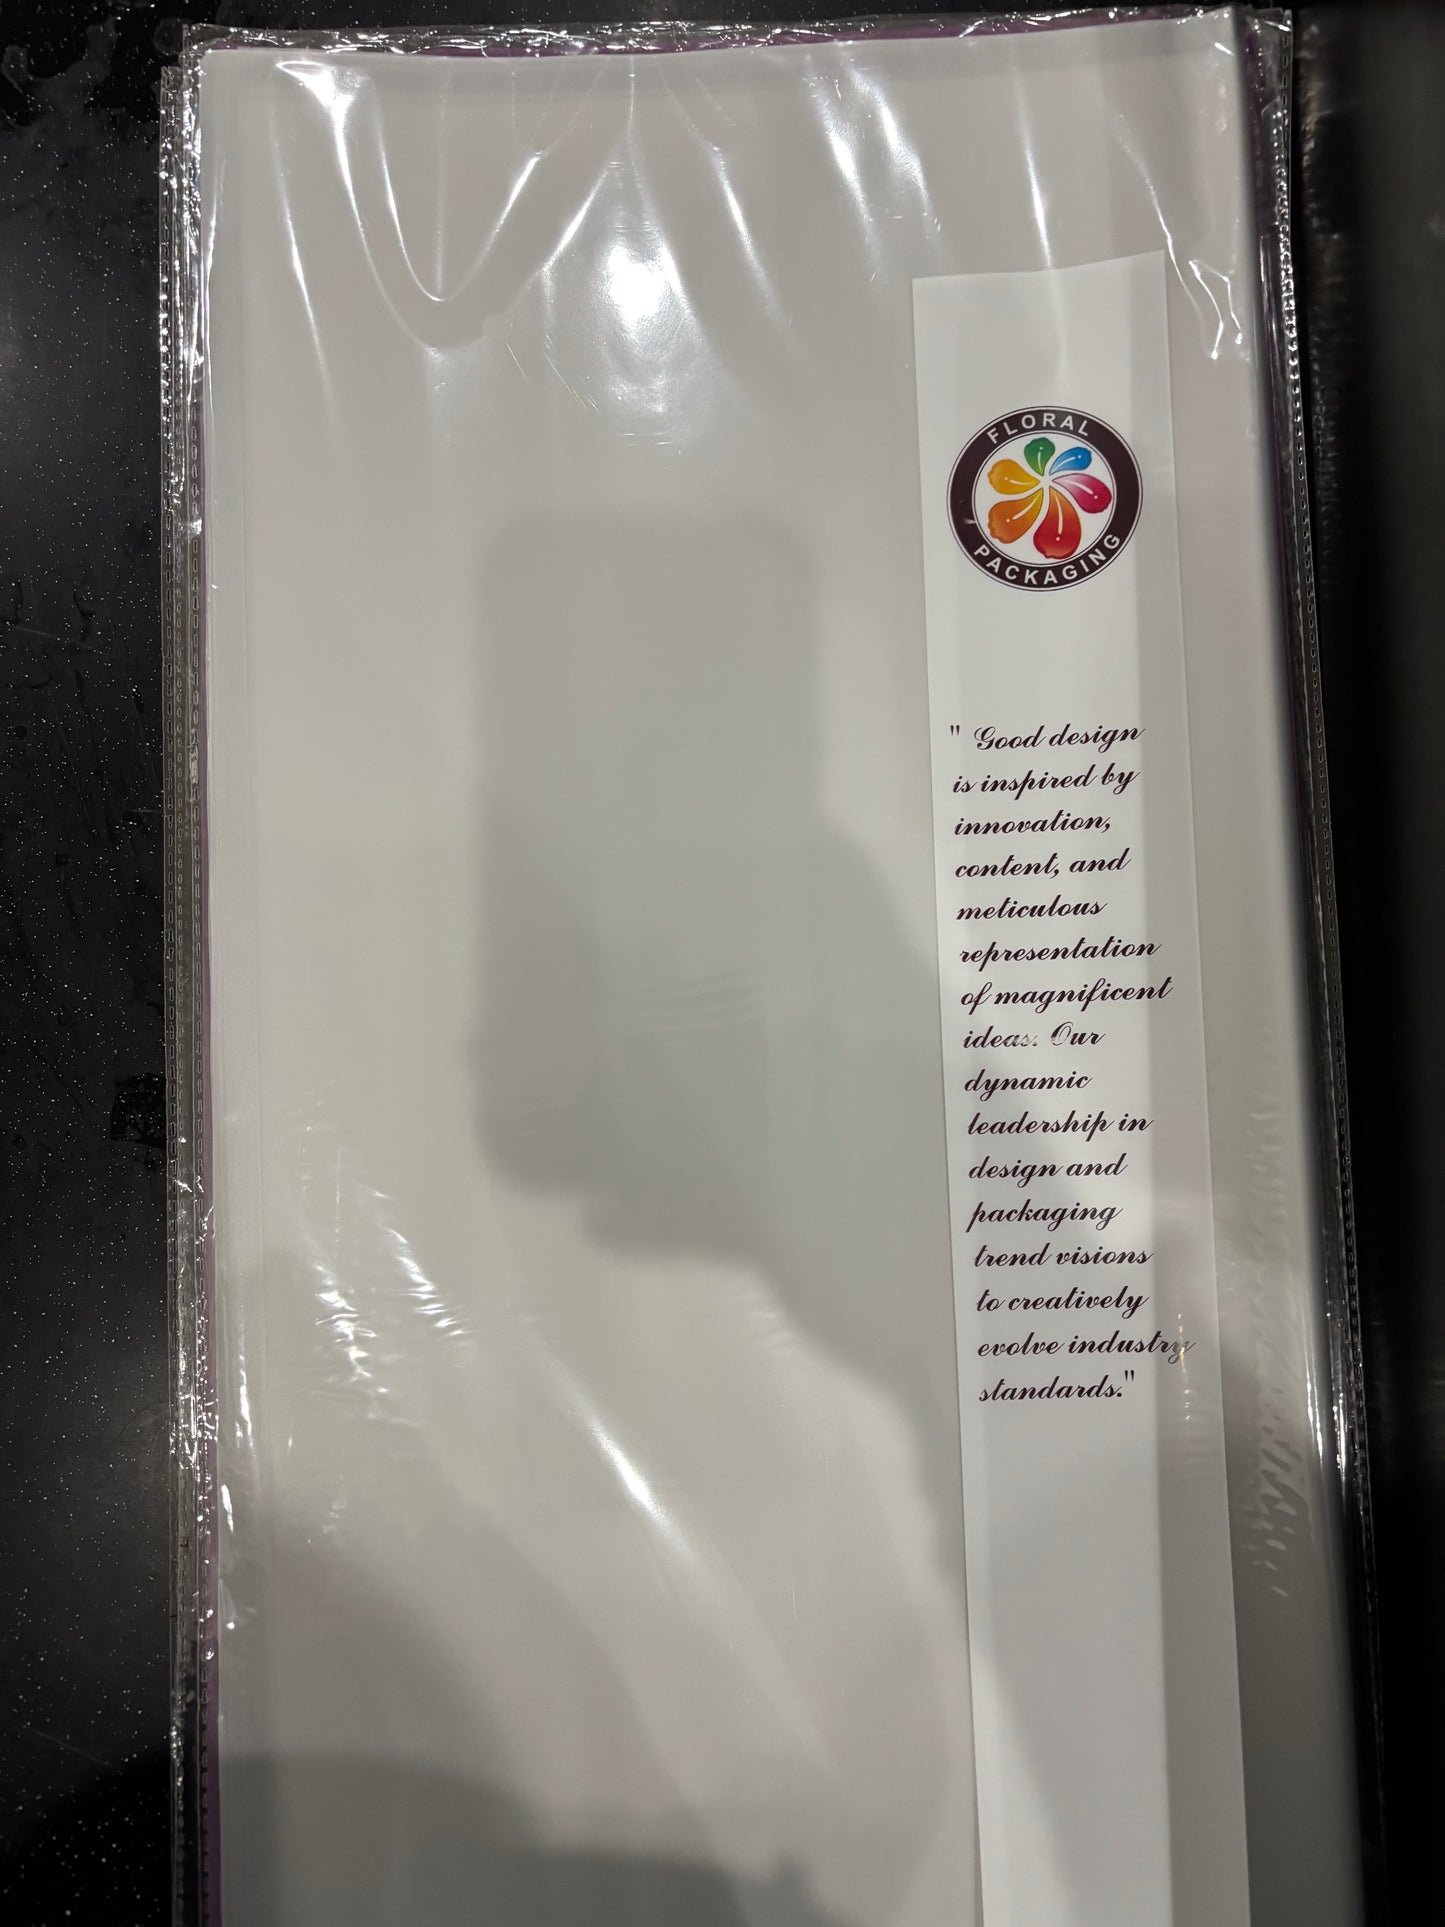 FLORAL
PACKAGING
" Good design
is inspired by
innovation,
content, and
meticulous
representation
of magnificent
ideas. Our
dynamic
leadership in
design and
packaging
trend visions
to creatively
evolve industry
standards."